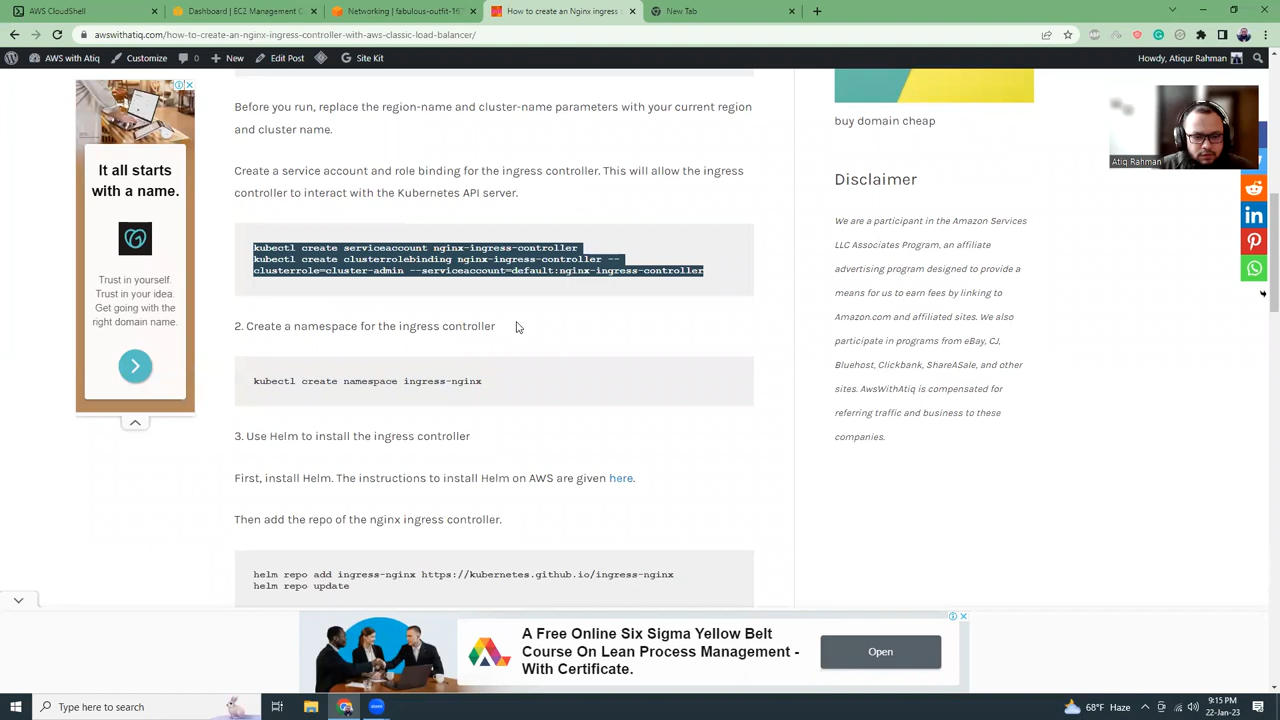 AWS CloudShell
Dashboard | EC2
fabulous-outfit-167
How to create an Nginx ingress c
New Tab
awswithatiq.com/how-to-create-an-nginx-ingress-controller-with-aws-classic-load-balancer/
AWS with Atiq
Customize
0
New
Edit Post
Site Kit
Howdy, Atiqur Rahman
It all starts
with a name.
Trust in yourself.
Trust in your idea.
Get going with the
right domain name.
Before you run, replace the region-name and cluster-name parameters with your current region
and cluster name.
Create a service account and role binding for the ingress controller. This will allow the ingress
controller to interact with the Kubernetes API server.
kubectl create serviceaccount nginx-ingress-controller
kubectl create clusterrolebinding nginx-ingress-controller --
clusterrole=cluster-admin --serviceaccount=default:nginx-ingress-controller
2. Create a namespace for the ingress controller
kubectl create namespace ingress-nginx
3. Use Helm to install the ingress controller
First, install Helm. The instructions to install Helm on AWS are given here.
Then add the repo of the nginx ingress controller.
helm repo add ingress-nginx https://kubernetes.github.io/ingress-nginx
helm repo update
buy domain cheap
Disclaimer
We are a participant in the Amazon Services
LLC Associates Program, an affiliate
advertising program designed to provide a
means for us to earn fees by linking to
Amazon.com and affiliated sites. We also
participate in programs from eBay, CJ,
Bluehost, Clickbank, ShareASale, and other
sites. AwsWithAtiq is compensated for
referring traffic and business to these
companies.
Atiq Rahman
A Free Online Six Sigma Yellow Belt
Course On Lean Process Management -
With Certificate.
Open
Type here to search
zoom
68°F Haze
9:15 PM
22-Jan-23